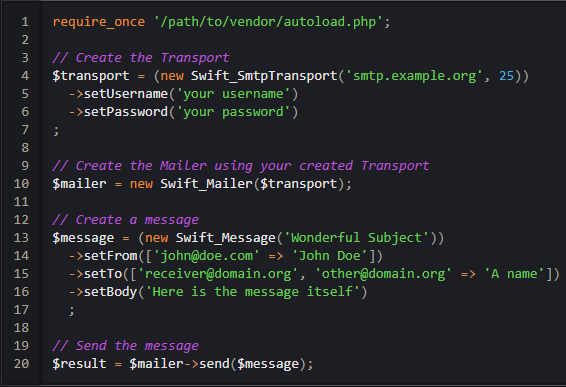 1 require_once '/path/to/vendor/autoload.php';
2
3 // Create the Transport
4 $transport = (new Swift_SmtpTransport('smtp.example.org', 25))
5   ->setUsername('your username')
6   ->setPassword('your password')
7 ;
8
9 // Create the Mailer using your created Transport
10 $mailer = new Swift_Mailer($transport);
11
12 // Create a message
13 $message = (new Swift_Message('Wonderful Subject'))
14   ->setFrom(['john@doe.com' => 'John Doe'])
15   ->setTo(['receiver@domain.org', 'other@domain.org' => 'A name'])
16   ->setBody('Here is the message itself')
17   ;
18
19 // Send the message
20 $result = $mailer->send($message);